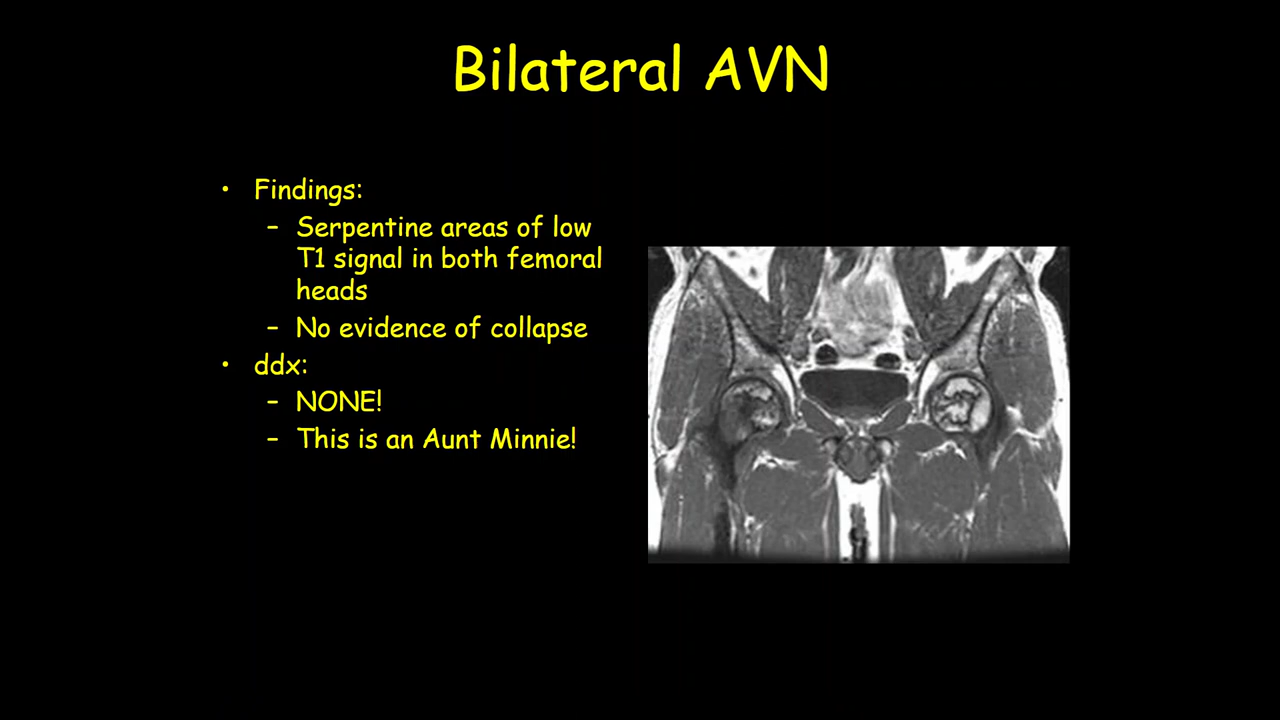 Bilateral AVN
• Findings:
– Serpentine areas of low
T1 signal in both femoral
heads
– No evidence of collapse
• ddx:
– NONE!
– This is an Aunt Minnie!